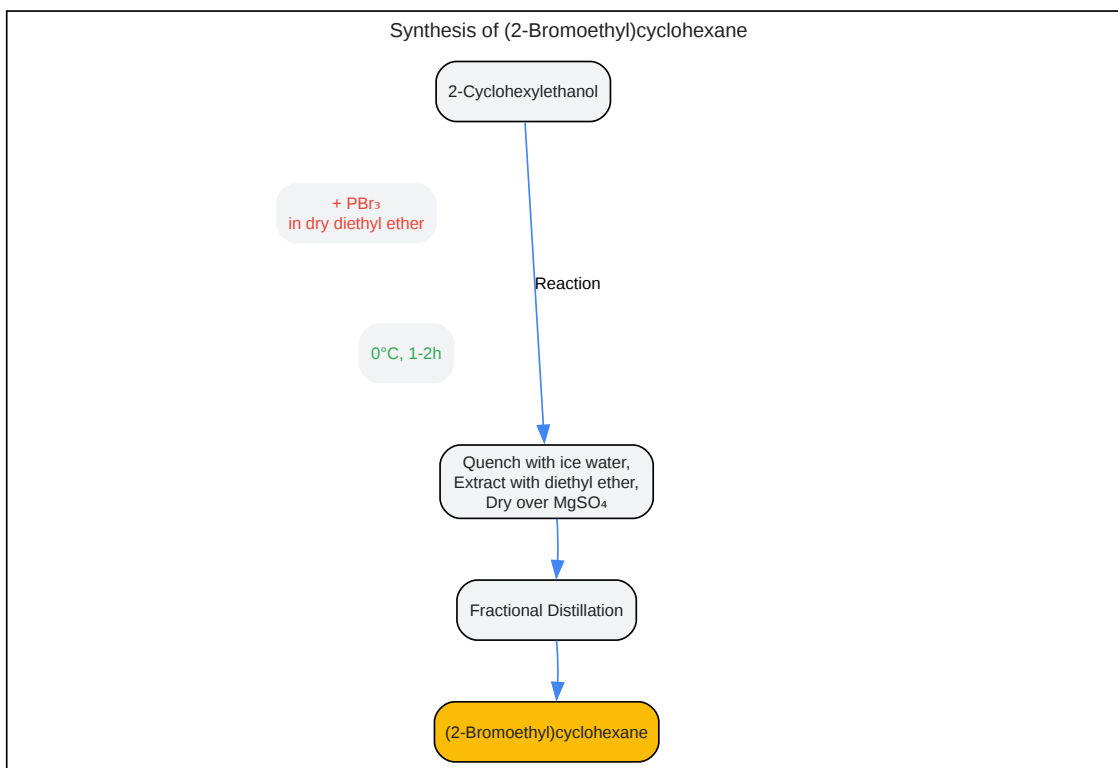 Synthesis of (2-Bromoethyl)cyclohexane
2-Cyclohexylethanol
+ PBr₃
in dry diethyl ether
Reaction
0°C, 1-2h
Quench with ice water,
Extract with diethyl ether,
Dry over MgSO₄
Fractional Distillation
(2-Bromoethyl)cyclohexane